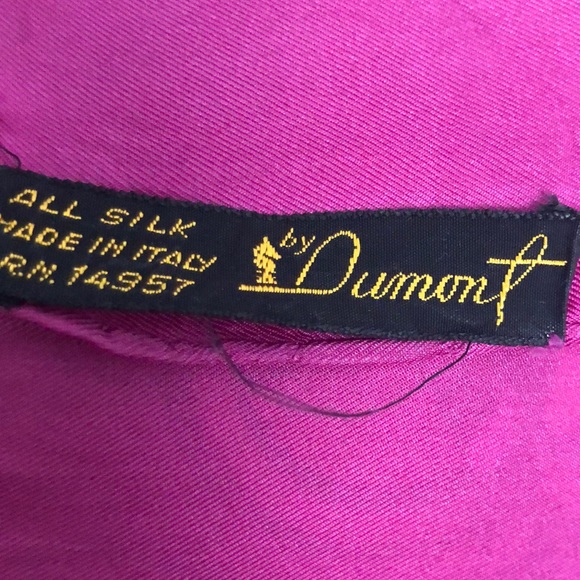 ALL SILK
MADE IN ITALY
R.N. 14957
by Dumont